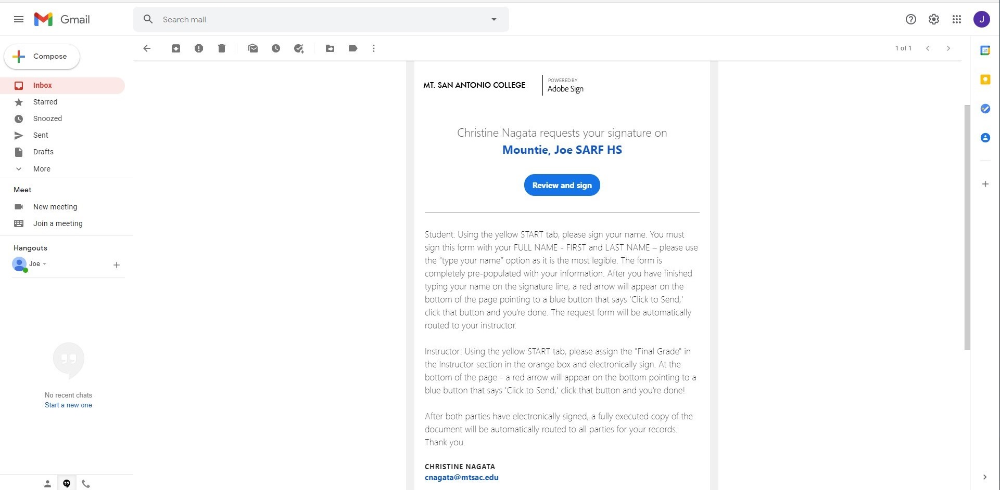 Gmail
Search mail
J
Compose
1 of 1
31
Inbox
Starred
Snoozed
Sent
Drafts
More
Meet
New meeting
Join a meeting
Hangouts
Joe
No recent chats
Start a new one
MT. SAN ANTONIO COLLEGE
POWERED BY
Adobe Sign
Christine Nagata requests your signature on
Mountie, Joe SARF HS
Review and sign
Student: Using the yellow START tab, please sign your name. You must
sign this form with your FULL NAME - FIRST and LAST NAME – please use
the “type your name” option as it is the most legible. The form is
completely pre-populated with your information. After you have finished
typing your name on the signature line, a red arrow will appear on the
bottom of the page pointing to a blue button that says 'Click to Send,'
click that button and you're done. The request form will be automatically
routed to your instructor.
Instructor: Using the yellow START tab, please assign the "Final Grade" in
the Instructor section in the orange box and electronically sign. At the
bottom of the page - a red arrow will appear on the bottom pointing to a
blue button that says 'Click to Send,' click that button and you're done!
After both parties have electronically signed, a fully executed copy of the
document will be automatically routed to all parties for your records.
Thank you.
CHRISTINE NAGATA
cnagata@mtsac.edu